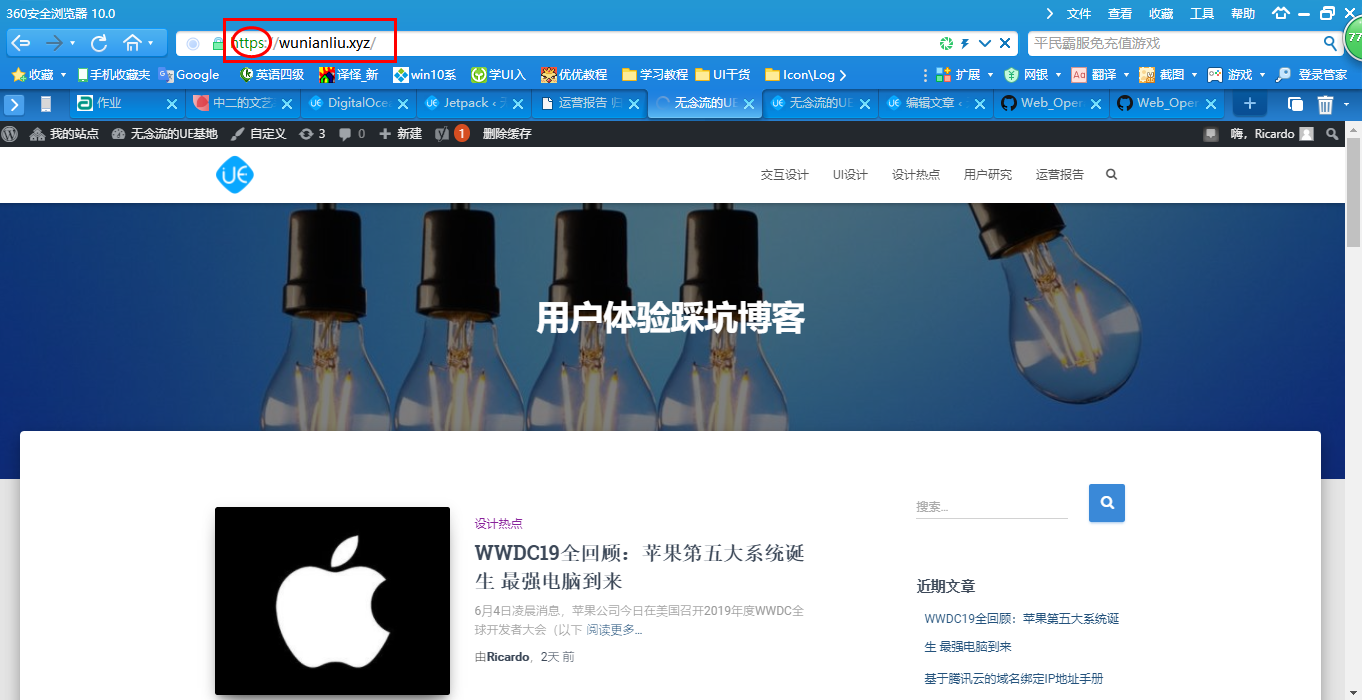 360安全浏览器 10.0
文件 查看 收藏 工具 帮助
https://wunianliu.xyz/
平民霸服免充值游戏
77
收藏 手机收藏夹 Google 英语四级 译怪_新 win10系 学UI入 优优教程 学习教程 UI干货 Icon\Log
扩展 网银 翻译 截图 游戏 登录管家
作业 中二的文艺 DigitalOce Jetpack ‹ 运营报告 归 无念流的UE 无念流的UE 编辑文章 ‹ Web_Oper Web_Oper
我的站点 无念流的UE基地 自定义 3 0 新建 1 删除缓存
嗨，Ricardo
UE
交互设计 UI设计 设计热点 用户研究 运营报告
用户体验踩坑博客
搜索…
设计热点
WWDC19全回顾：苹果第五大系统诞
生 最强电脑到来
6月4日凌晨消息，苹果公司今日在美国召开2019年度WWDC全
球开发者大会（以下 阅读更多…
由Ricardo，2天 前
近期文章
WWDC19全回顾：苹果第五大系统诞
生 最强电脑到来
基于腾讯云的域名绑定IP地址手册